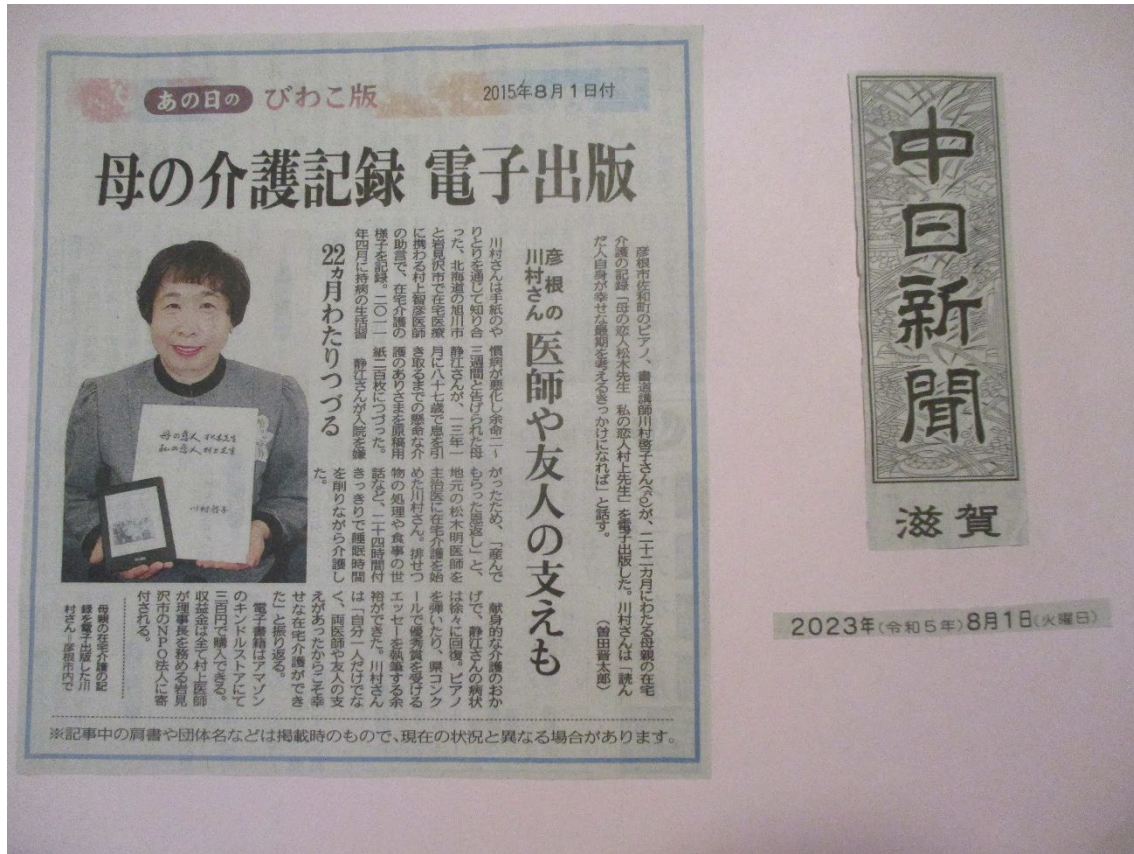 あの日の びわこ版 2015年8月1日付
母の介護記録 電子出版
彦根市佐和町のピアノ、書道講師川村啓子さんが、二十二カ月にわたる母親の在宅
介護の記録「母の恋人松木先生 私の恋人村上先生」を電子出版した。川村さんは「読ん
だ人自身が幸せな最期を考えるきっかけになれば」と話す。 (曽田晋太郎)
彦根の
川村さん
医師や友人の支えも
22ヵ月わたりつづる
川村さんは手紙のや
りとりを通じて知り合
った、北海道の旭川市
と岩見沢市で在宅医療
に携わる村上智彦医師
の助言で、在宅介護の
様子を記録。二〇一一
年四月に持病の生活習
慣病が悪化し余命二〜
三週間と告げられた母
静江さんが、一三年一
月に八十七歳で息を引
き取るまでの懸命な介
護のありさまを原稿用
紙二百枚につづった。
静江さんが入院を嫌
がったため、「産んで
もらった恩返し」と、
地元の松木明医師を
主治医に在宅介護を始
めた川村さん。排せつ
物の処理や食事の世
話など、二十四時間付
きっきりで睡眠時間
を削りながら介護し
た。
献身的な介護のおか
げで、静江さんの病状
は徐々に回復。ピアノ
を弾いたり、県コンク
ールで優秀賞を受ける
エッセーを執筆する余
裕ができた。川村さん
は「自分一人だけでな
く、両医師や友人の支
えがあったからこそ幸
せな在宅介護ができ
た」と振り返る。
電子書籍はアマゾン
のキンドルストアにて
三百円で購入できる。
収益金は全て村上医師
が理事長を務める岩見
沢市のNPO法人に寄
付される。
母の恋人 松木先生
私の恋人 村上先生
川村啓子
母親の在宅介護の記
録を電子出版した川
村さん=彦根市内で
※記事中の肩書や団体名などは掲載時のもので、現在の状況と異なる場合があります。
中日新聞
滋賀
2023年(令和5年)8月1日(火曜日)